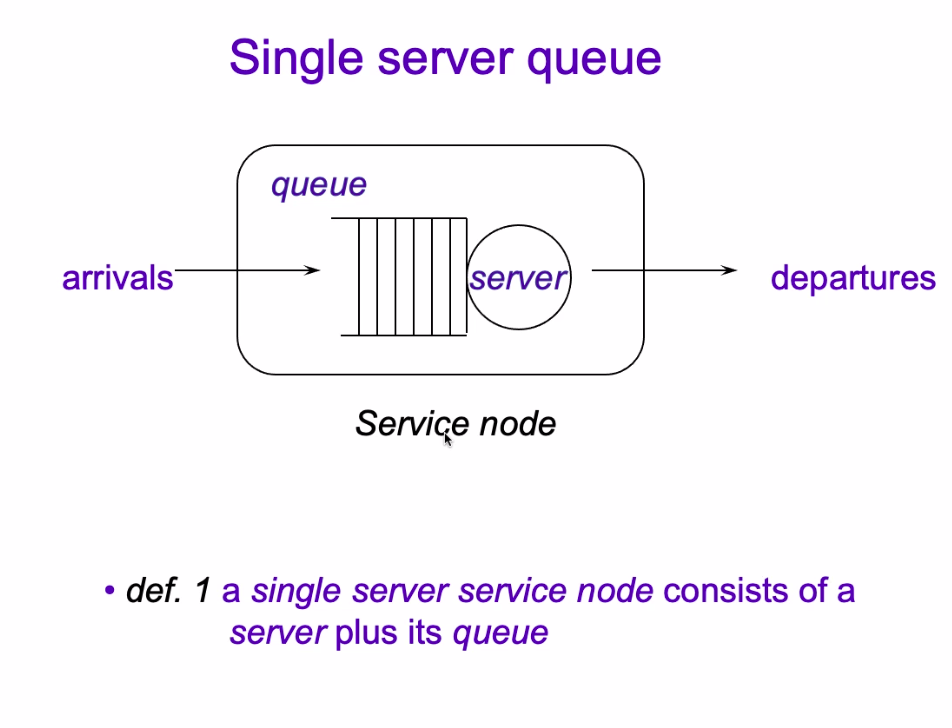 Single server queue
queue
arrivals
server
departures
Service node
• def. 1 a single server service node consists of a
server plus its queue